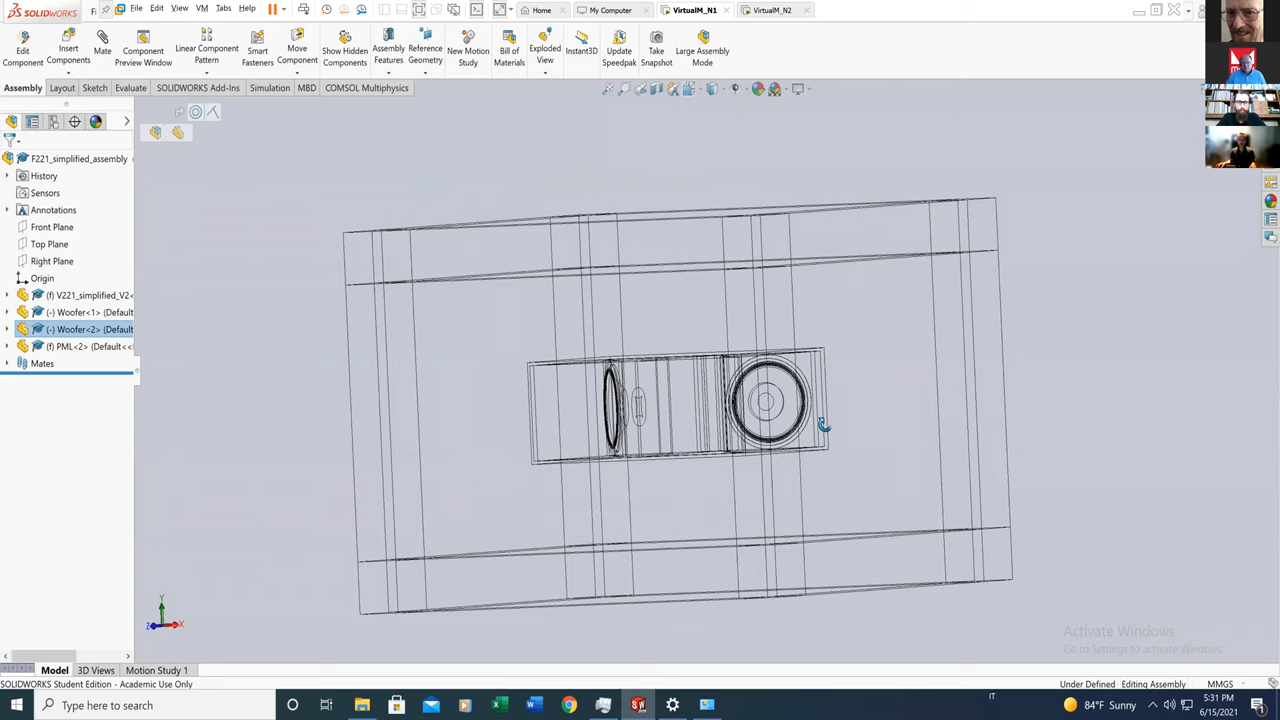 SOLIDWORKS
File
Edit
View
Tabs
Help
Home
My Computer
VirtualM_N1
VirtualM_N2
Edit Component
Insert Components
Mate
Component Preview Window
Linear Component Pattern
Smart Fasteners
Move Component
Show Hidden Components
Assembly Features
Reference Geometry
New Motion Study
Bill of Materials
Exploded View
Instant3D
Update Speedpak
Take Snapshot
Large Assembly Mode
Assembly
Layout
Sketch
Evaluate
SOLIDWORKS Add-Ins
Simulation
MBD
COMSOL Multiphysics
F221_simplified_assembly (
History
Sensors
Annotations
Front Plane
Top Plane
Right Plane
Origin
(f) V221_simplified_V2<
(-) Woofer<1> (Default
(-) Woofer<2> (Default
(f) PML<2> (Default<<
Mates
Y
Z
X
Activate Windows
Go to Settings to activate Windows.
Model
3D Views
Motion Study 1
SOLIDWORKS Student Edition - Academic Use Only
Under Defined
Editing Assembly
MMGS
Type here to search
IT
84°F Sunny
5:31 PM
6/15/2021